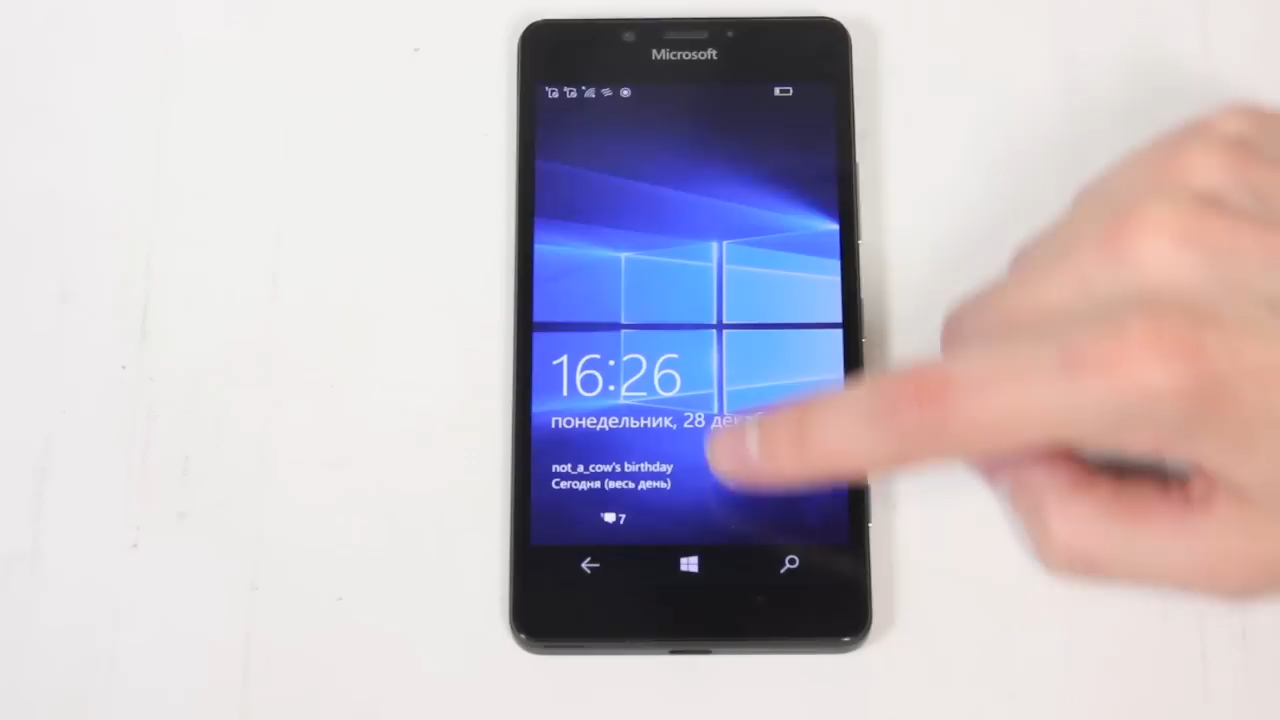 Microsoft
16:26
понедельник, 28
not_a_cow's birthday
Сегодня (весь день)
7